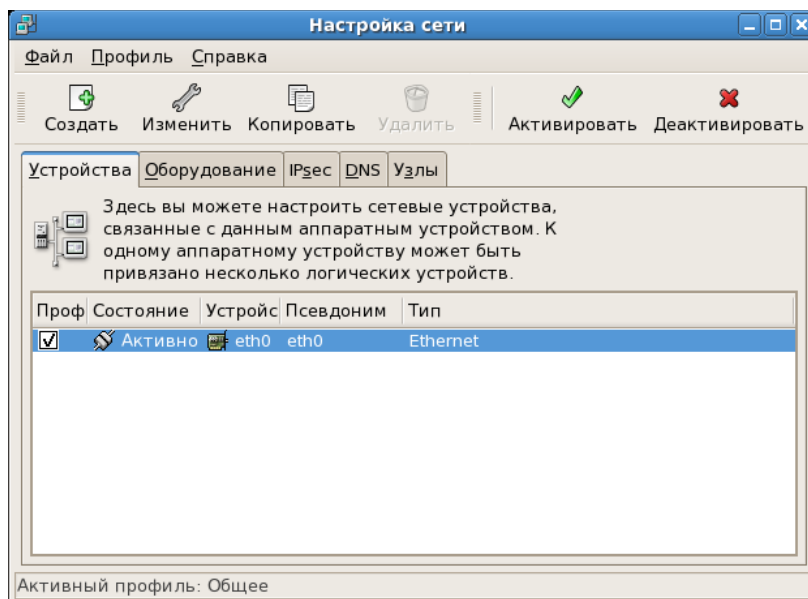 Настройка сети
Файл Профиль Справка
Создать Изменить Копировать Удалить Активировать Деактивировать
Устройства Оборудование IPsec DNS Узлы
Здесь вы можете настроить сетевые устройства,
связанные с данным аппаратным устройством. К
одному аппаратному устройству может быть
привязано несколько логических устройств.
Проф Состояние Устройс Псевдоним Тип
Активно eth0 eth0 Ethernet
Активный профиль: Общее